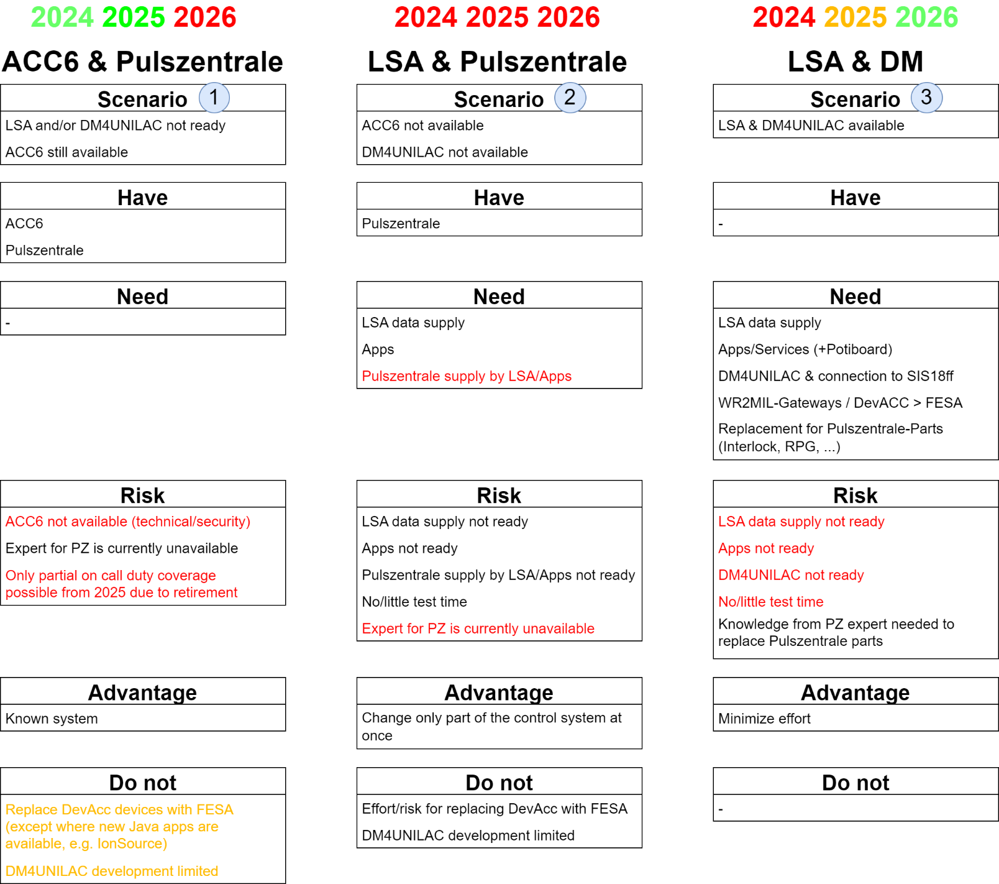 2024 2025 2026
ACC6 & Pulszentrale
Scenario 1
LSA and/or DM4UNILAC not ready
ACC6 still available
Have
ACC6
Pulszentrale
Need
-
Risk
ACC6 not available (technical/security)
Expert for PZ is currently unavailable
Only partial on call duty coverage
possible from 2025 due to retirement
Advantage
Known system
Do not
Replace DevAcc devices with FESA
(except where new Java apps are
available, e.g. IonSource)
DM4UNILAC development limited
2024 2025 2026
LSA & Pulszentrale
Scenario 2
ACC6 not available
DM4UNILAC not available
Have
Pulszentrale
Need
LSA data supply
Apps
Pulszentrale supply by LSA/Apps
Risk
LSA data supply not ready
Apps not ready
Pulszentrale supply by LSA/Apps not ready
No/little test time
Expert for PZ is currently unavailable
Advantage
Change only part of the control system at
once
Do not
Effort/risk for replacing DevAcc with FESA
DM4UNILAC development limited
2024 2025 2026
LSA & DM
Scenario 3
LSA & DM4UNILAC available
Have
-
Need
LSA data supply
Apps/Services (+Potiboard)
DM4UNILAC & connection to SIS18ff
WR2MIL-Gateways / DevACC > FESA
Replacement for Pulszentrale-Parts
(Interlock, RPG, ...)
Risk
LSA data supply not ready
Apps not ready
DM4UNILAC not ready
No/little test time
Knowledge from PZ expert needed to
replace Pulszentrale parts
Advantage
Minimize effort
Do not
-